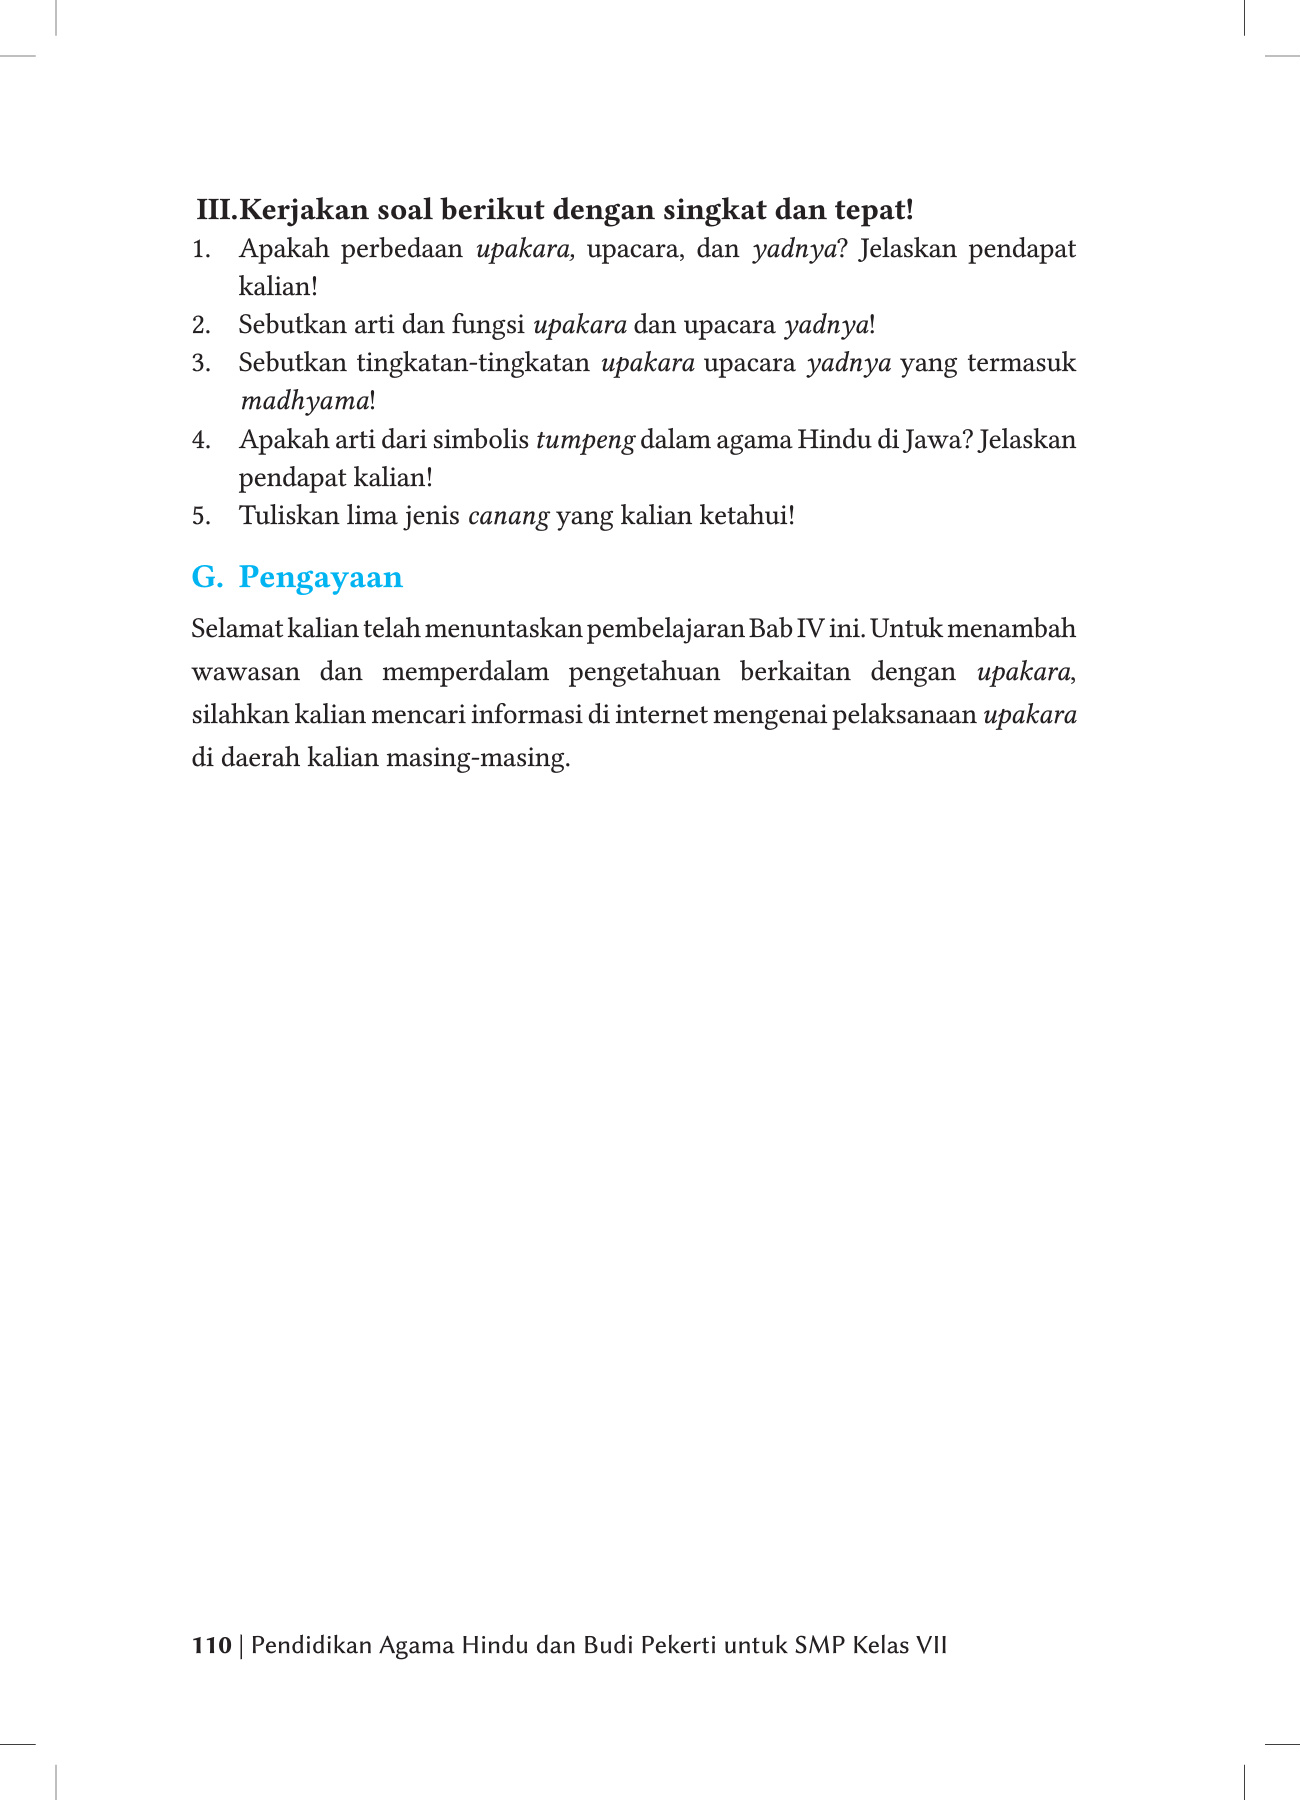 III.Kerjakan soal berikut dengan singkat dan tepat!
1. Apakah perbedaan upakara, upacara, dan yadnya? Jelaskan pendapat
kalian!
2. Sebutkan arti dan fungsi upakara dan upacara yadnya!
3. Sebutkan tingkatan-tingkatan upakara upacara yadnya yang termasuk
madhyama!
4. Apakah arti dari simbolis tumpeng dalam agama Hindu di Jawa? Jelaskan
pendapat kalian!
5. Tuliskan lima jenis canang yang kalian ketahui!
G. Pengayaan
Selamat kalian telah menuntaskan pembelajaran Bab IV ini. Untuk menambah
wawasan dan memperdalam pengetahuan berkaitan dengan upakara,
silahkan kalian mencari informasi di internet mengenai pelaksanaan upakara
di daerah kalian masing-masing.
110 | Pendidikan Agama Hindu dan Budi Pekerti untuk SMP Kelas VII